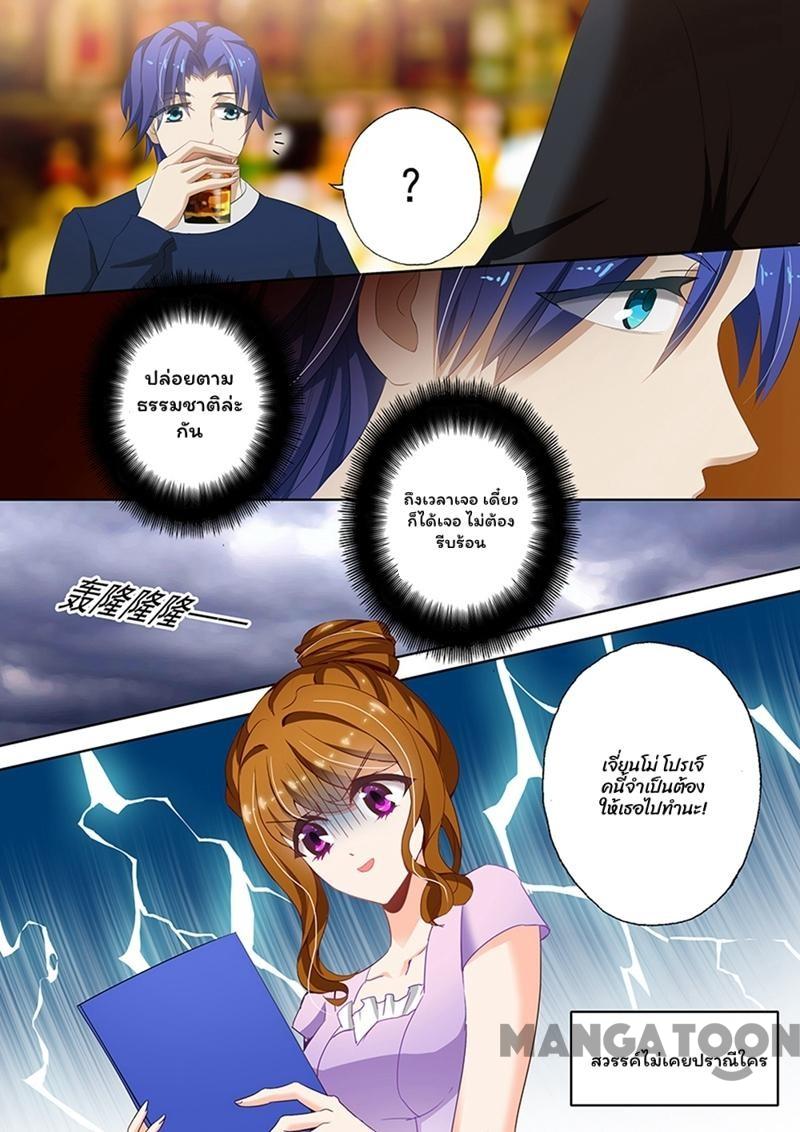 ?
ปล่อยตาม
ธรรมชาติล่ะ
กัน
ถึงเวลาเจอ เดี๋ยว
ก็ได้เจอ ไม่ต้อง
รีบร้อน
轰隆隆隆——
เจี่ยนโม่ โปรเจ็
คนี้จำเป็นต้อง
ให้เธอไปทำนะ!
MANGATOON
สวรรค์ไม่เคยปราณีใคร